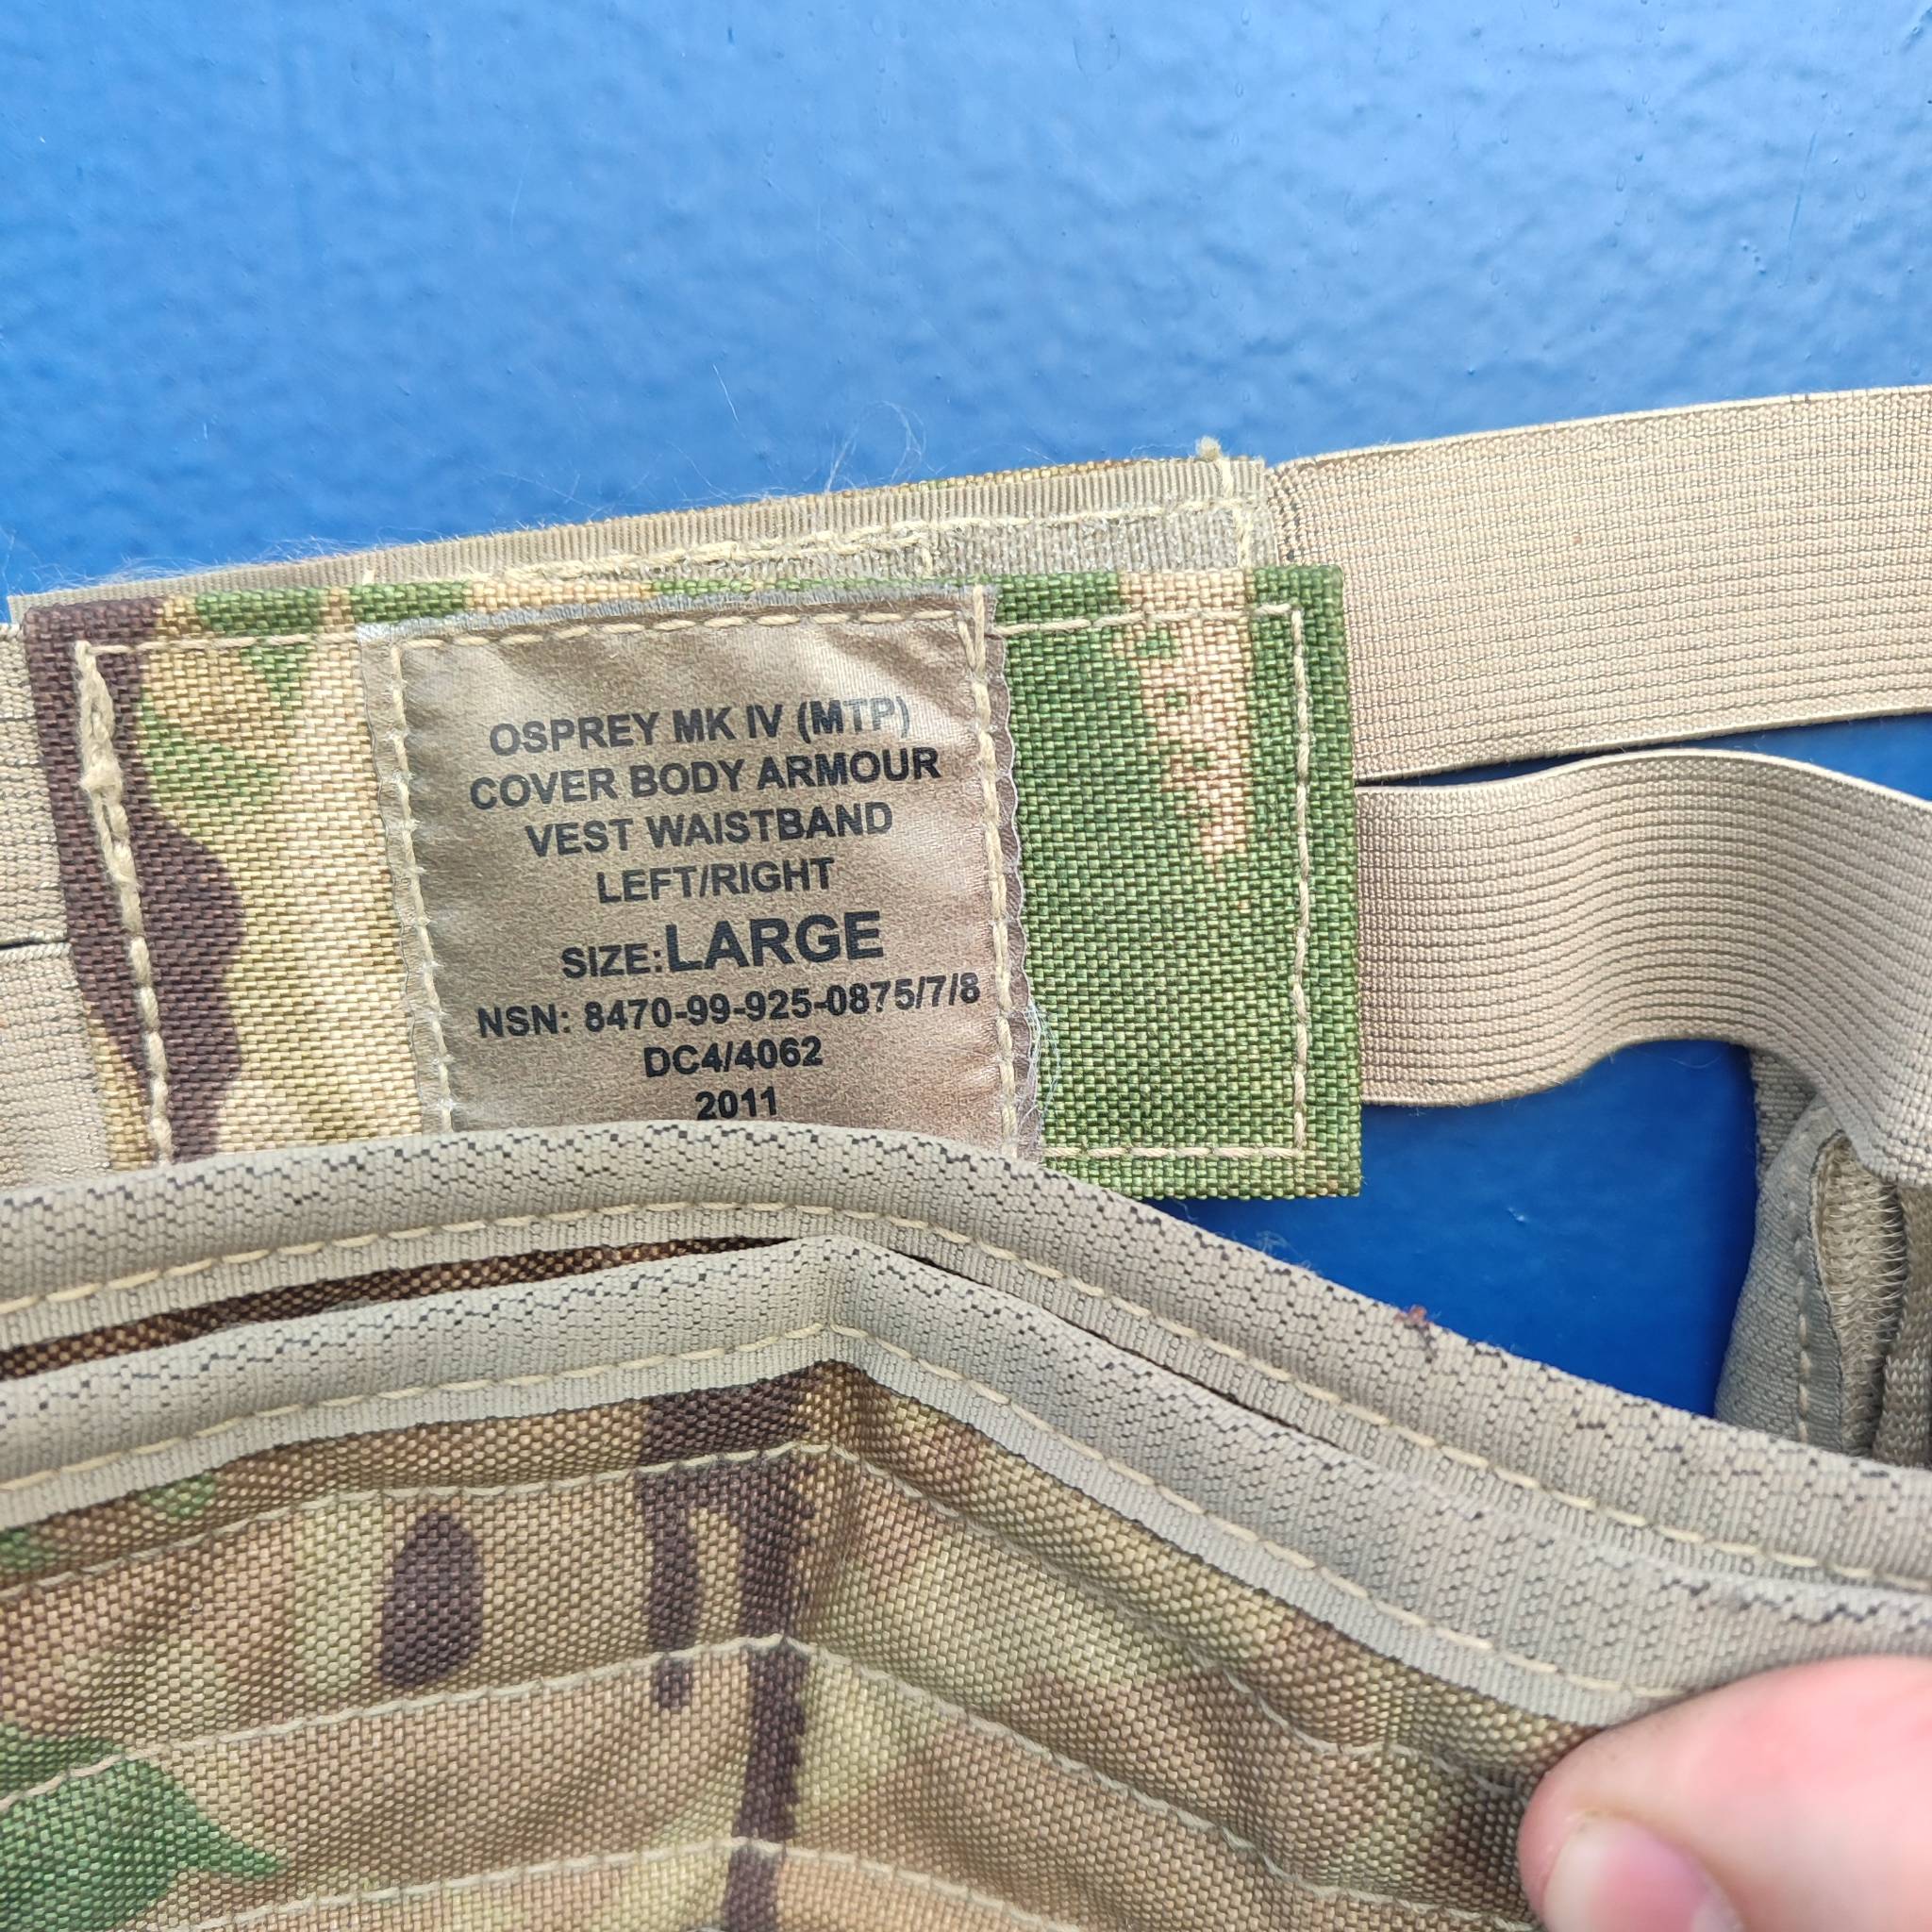 OSPREY MK IV (MTP)
COVER BODY ARMOUR
VEST WAISTBAND
LEFT/RIGHT
SIZE:LARGE
NSN: 8470-99-925-0875/7/8
DC4/4062
2011